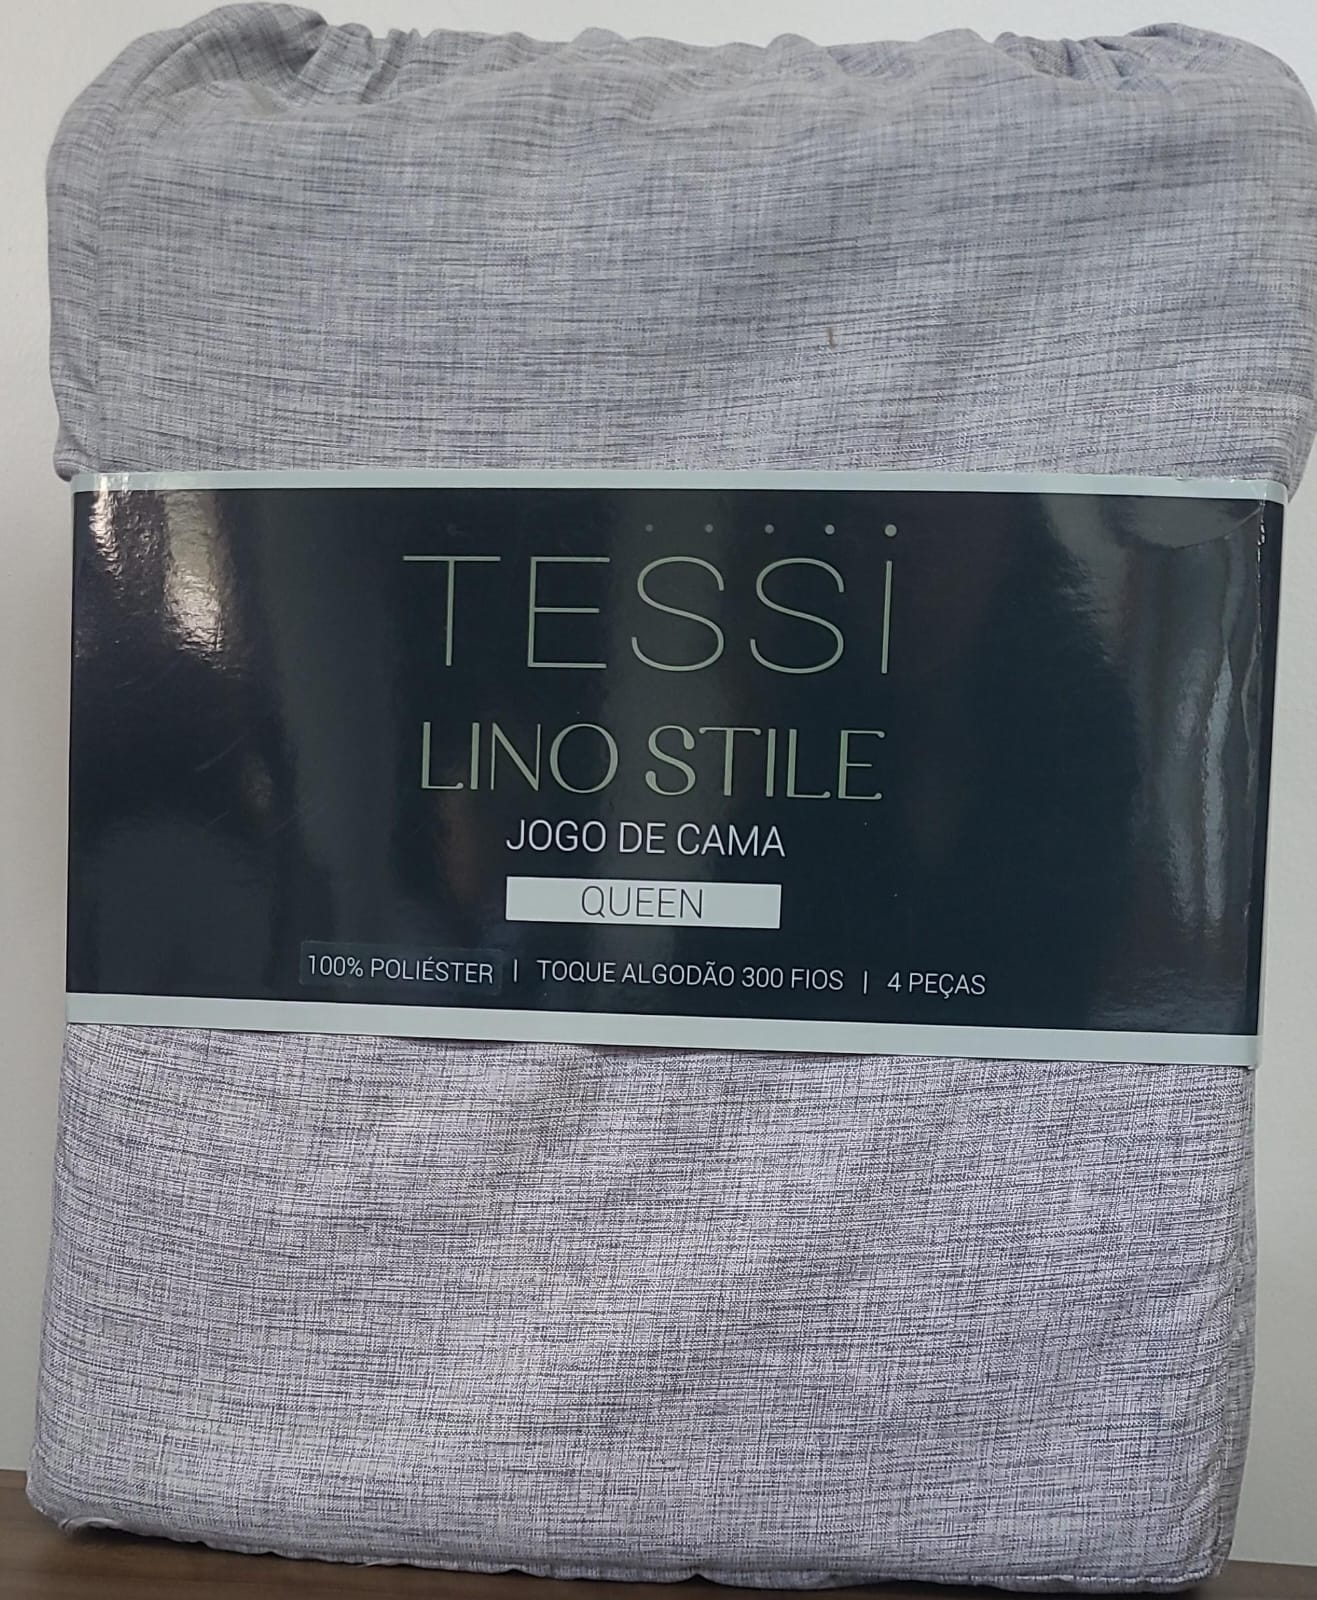 TESSI
LINO STILE
JOGO DE CAMA
QUEEN
100% POLIÉSTER | TOQUE ALGODÃO 300 FIOS | 4 PEÇAS